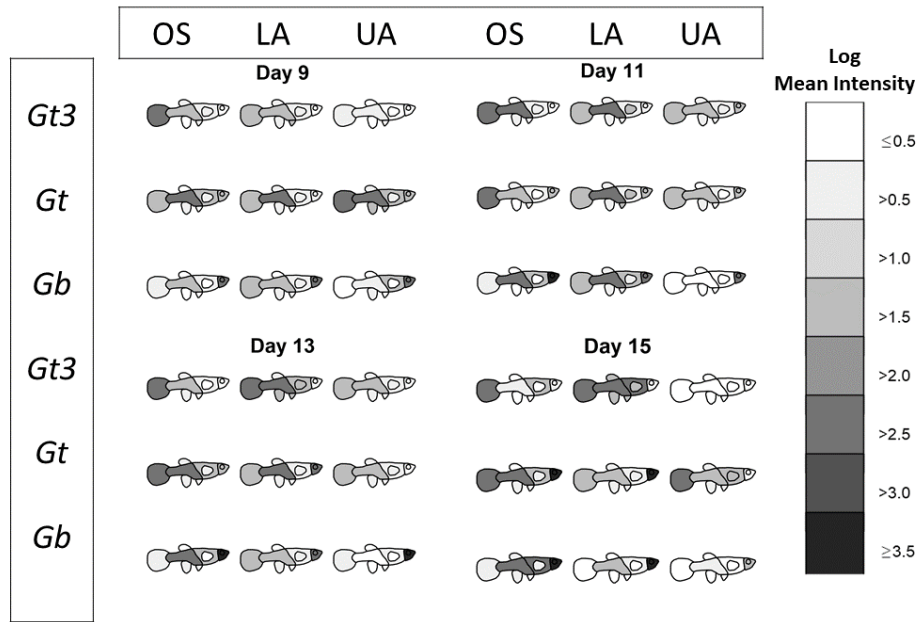 OS LA UA OS LA UA
Day 9 Day 11
Log
Mean Intensity
Gt3
Gt
Gb
Day 13 Day 15
Gt3
Gt
Gb
≤0.5
>0.5
>1.0
>1.5
>2.0
>2.5
>3.0
≥3.5